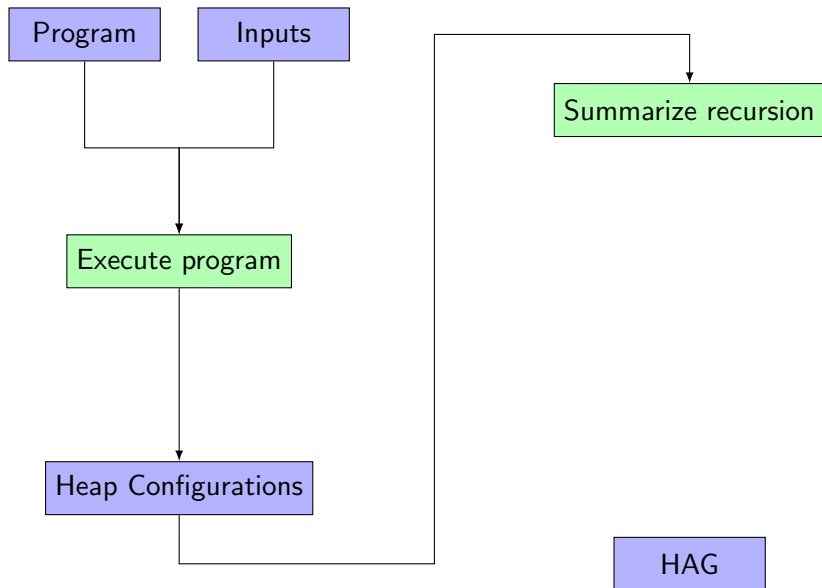 Program
Inputs
Summarize recursion
Execute program
Heap Configurations
HAG